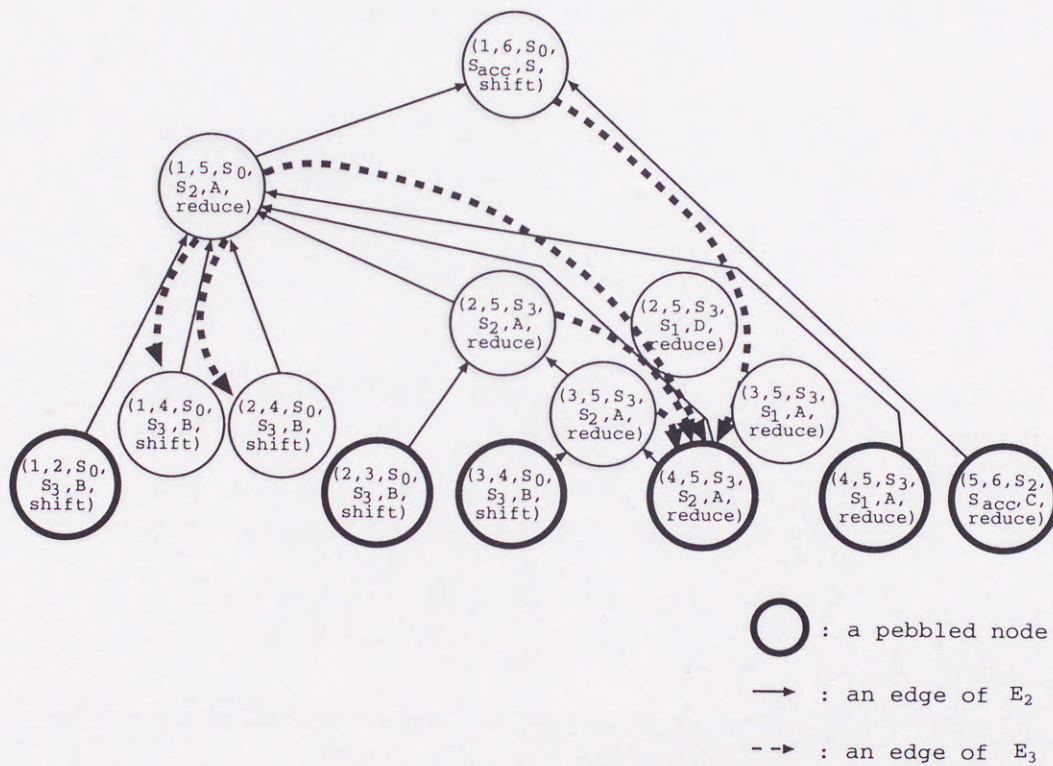 (1,6,S0,
Sacc,S,
shift)
(1,5,S0,
S2,A,
reduce)
(2,5,S3,
S2,A,
reduce)
(2,5,S3,
S1,D,
reduce)
(1,4,S0,
S3,B,
shift)
(2,4,S0,
S3,B,
shift)
(3,5,S3,
S2,A,
reduce)
(3,5,S3,
S1,A,
reduce)
(1,2,S0,
S3,B,
shift)
(2,3,S0,
S3,B,
shift)
(3,4,S0,
S3,B,
shift)
(4,5,S3,
S2,A,
reduce)
(4,5,S3,
S1,A,
reduce)
(5,6,S2,
Sacc,C,
reduce)
: a pebbled node
: an edge of E2
: an edge of E3